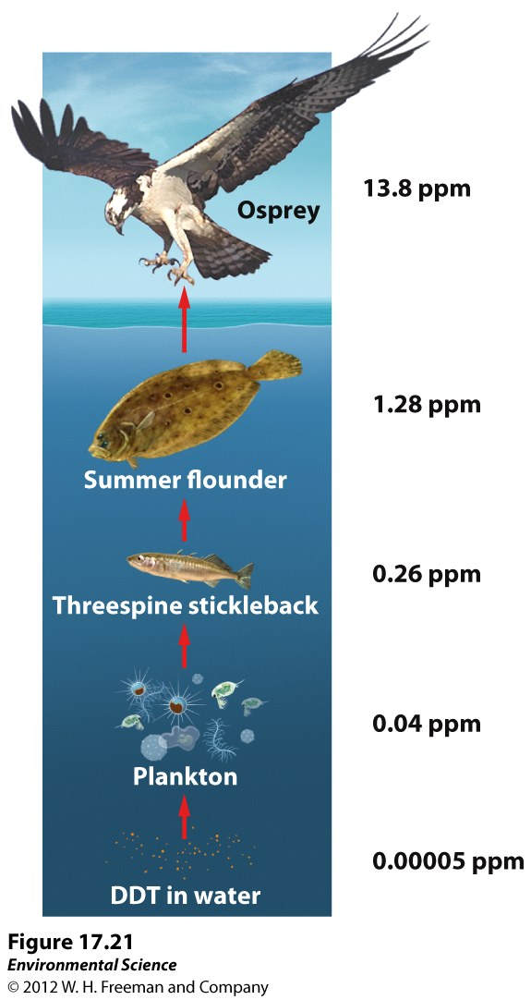 13.8 ppm
Osprey
1.28 ppm
Summer flounder
0.26 ppm
Threespine stickleback
0.04 ppm
Plankton
0.00005 ppm
DDT in water
Figure 17.21
Environmental Science
© 2012 W. H. Freeman and Company